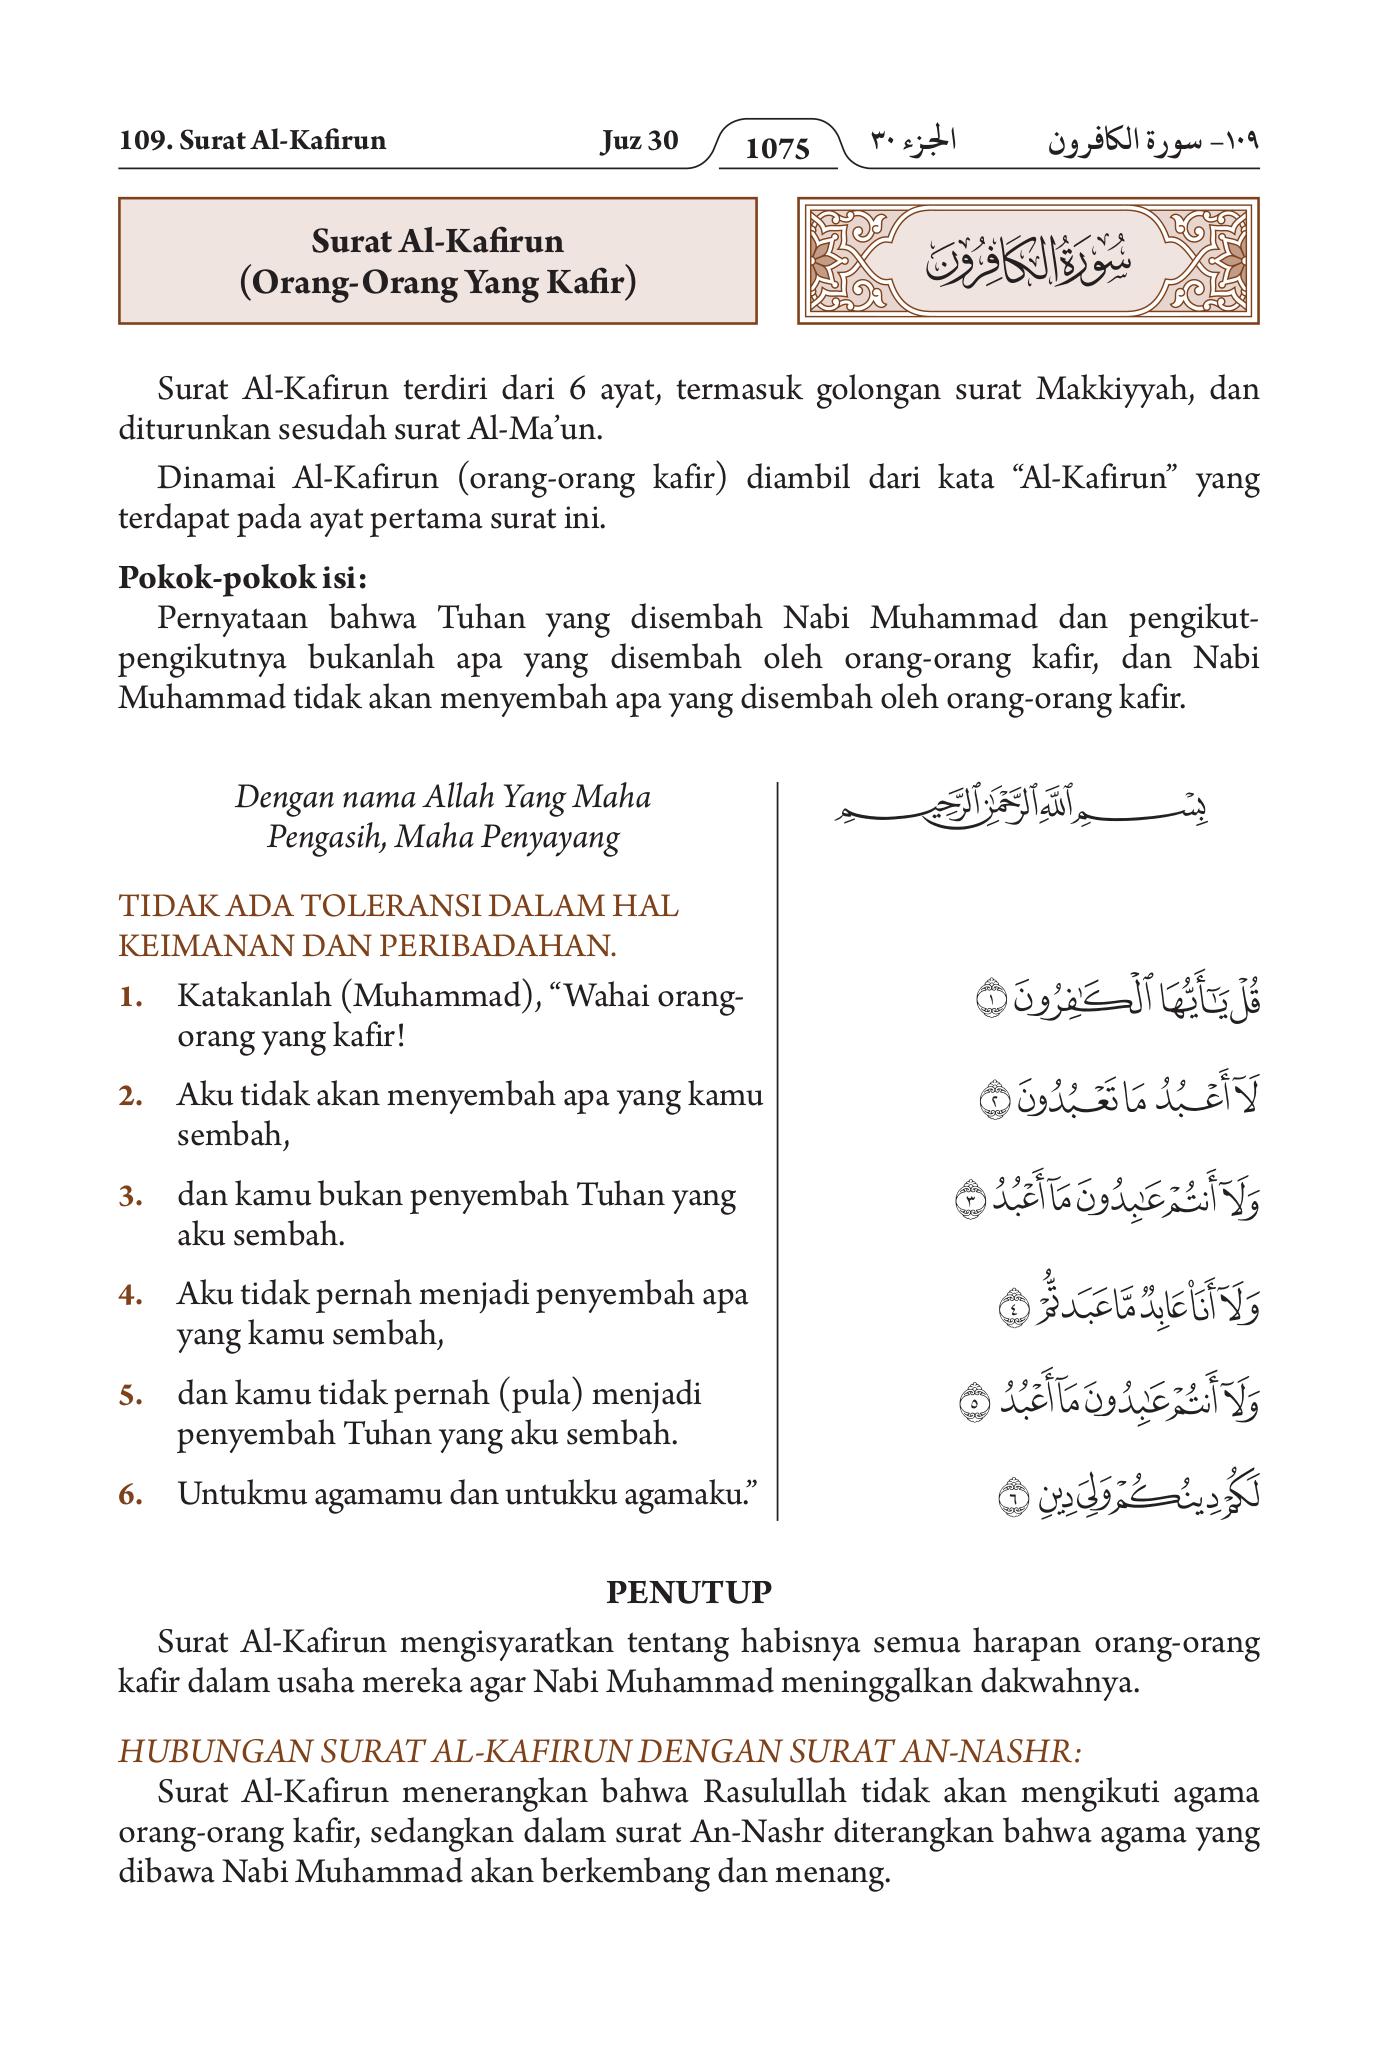 109. Surat Al-Kafirun Juz 30 1075 الجزء ٣٠ ١٠٩- سورة الكافرون
Surat Al-Kafirun
(Orang-Orang Yang Kafir)
سُورَةُ الْكَافِرُونَ
Surat Al-Kafirun terdiri dari 6 ayat, termasuk golongan surat Makkiyyah, dan
diturunkan sesudah surat Al-Ma’un.
Dinamai Al-Kafirun (orang-orang kafir) diambil dari kata “Al-Kafirun” yang
terdapat pada ayat pertama surat ini.
Pokok-pokok isi:
Pernyataan bahwa Tuhan yang disembah Nabi Muhammad dan pengikut-
pengikutnya bukanlah apa yang disembah oleh orang-orang kafir, dan Nabi
Muhammad tidak akan menyembah apa yang disembah oleh orang-orang kafir.
Dengan nama Allah Yang Maha
Pengasih, Maha Penyayang
بِسْمِ ٱللَّهِ ٱلرَّحْمَٰنِ ٱلرَّحِيمِ
TIDAK ADA TOLERANSI DALAM HAL
KEIMANAN DAN PERIBADAHAN.
1. Katakanlah (Muhammad), “Wahai orang-
orang yang kafir!
قُلْ يَٰٓأَيُّهَا ٱلْكَٰفِرُونَ ١
2. Aku tidak akan menyembah apa yang kamu
sembah,
لَآ أَعْبُدُ مَا تَعْبُدُونَ ٢
3. dan kamu bukan penyembah Tuhan yang
aku sembah.
وَلَآ أَنتُمْ عَٰبِدُونَ مَآ أَعْبُدُ ٣
4. Aku tidak pernah menjadi penyembah apa
yang kamu sembah,
وَلَآ أَنَا۠ عَابِدٌ مَّا عَبَدتُّمْ ٤
5. dan kamu tidak pernah (pula) menjadi
penyembah Tuhan yang aku sembah.
وَلَآ أَنتُمْ عَٰبِدُونَ مَآ أَعْبُدُ ٥
6. Untukmu agamamu dan untukku agamaku.”
لَكُمْ دِينُكُمْ وَلِىَ دِينِ ٦
PENUTUP
Surat Al-Kafirun mengisyaratkan tentang habisnya semua harapan orang-orang
kafir dalam usaha mereka agar Nabi Muhammad meninggalkan dakwahnya.
HUBUNGAN SURAT AL-KAFIRUN DENGAN SURAT AN-NASHR:
Surat Al-Kafirun menerangkan bahwa Rasulullah tidak akan mengikuti agama
orang-orang kafir, sedangkan dalam surat An-Nashr diterangkan bahwa agama yang
dibawa Nabi Muhammad akan berkembang dan menang.